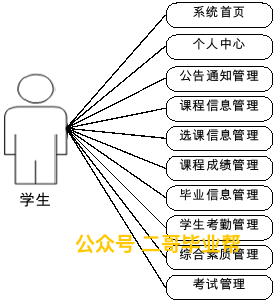 系统首页
个人中心
公告通知管理
课程信息管理
选课信息管理
课程成绩管理
毕业信息管理
学生考勤管理
综合素质管理
考试管理
学生
公众号 二哥毕业帮